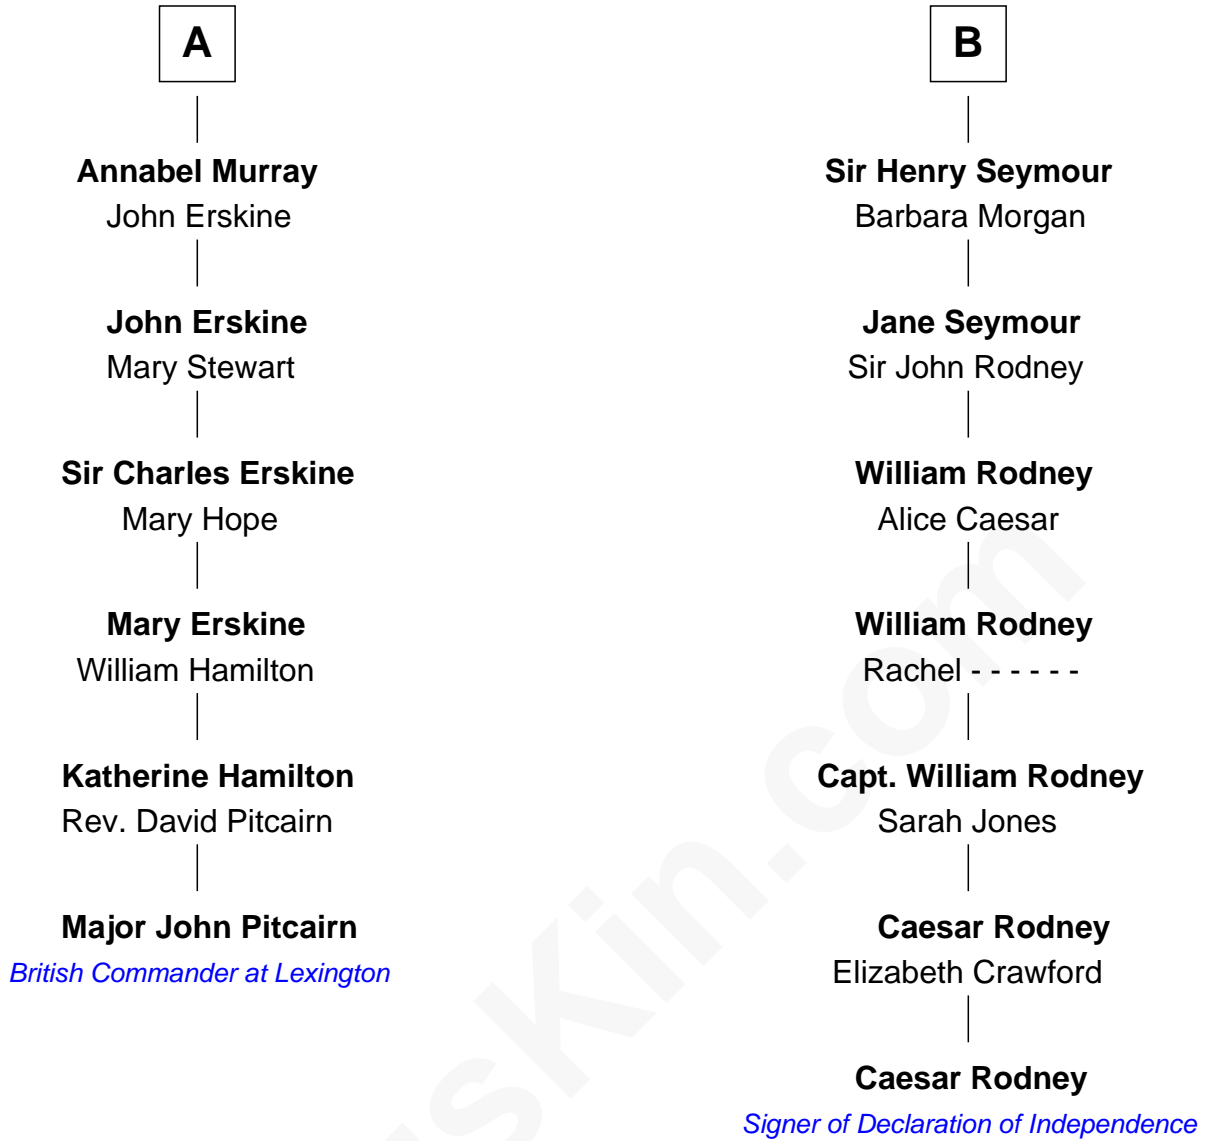 A
Annabel Murray
John Erskine
John Erskine
Mary Stewart
Sir Charles Erskine
Mary Hope
Mary Erskine
William Hamilton
Katherine Hamilton
Rev. David Pitcairn
Major John Pitcairn
British Commander at Lexington
B
Sir Henry Seymour
Barbara Morgan
Jane Seymour
Sir John Rodney
William Rodney
Alice Caesar
William Rodney
Rachel - - - - - -
Capt. William Rodney
Sarah Jones
Caesar Rodney
Elizabeth Crawford
Caesar Rodney
Signer of Declaration of Independence